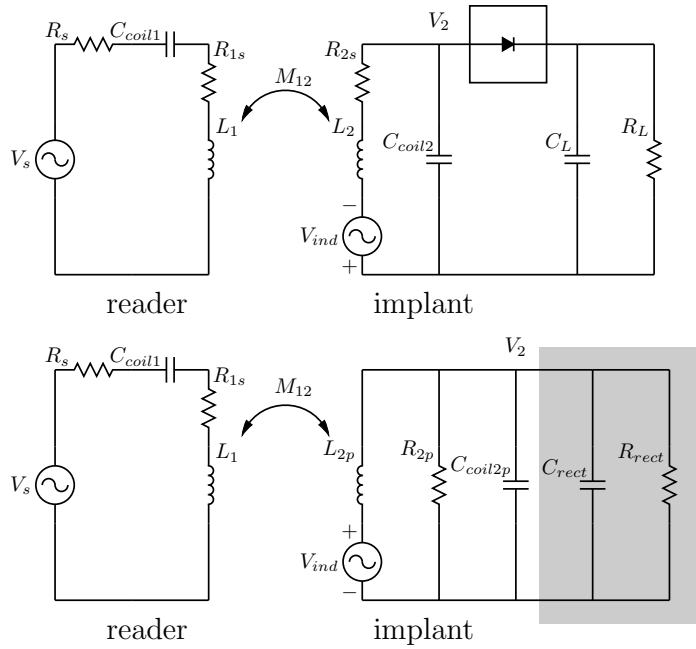 R_s C_coil1
R_1s
M_12
L_1
V_s
reader
V_2
R_2s
L_2
C_coil2
C_L
R_L
−
V_ind
+
implant
R_s C_coil1
R_1s
M_12
L_1
V_s
reader
V_2
L_2p
R_2p
C_coil2p
C_rect
R_rect
+
V_ind
−
implant